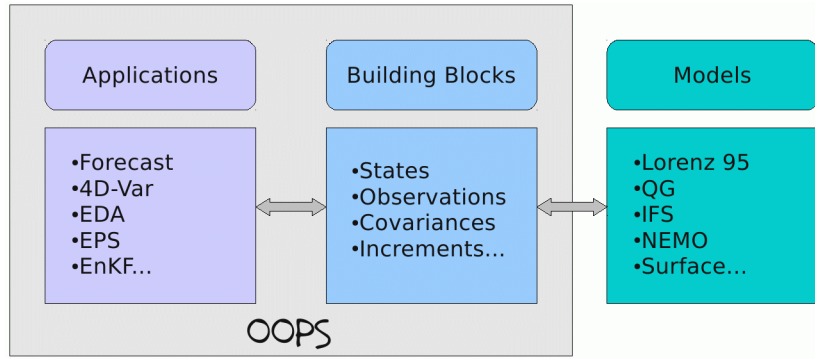 Applications
Building Blocks
Models
•Forecast
•4D-Var
•EDA
•EPS
•EnKF...
•States
•Observations
•Covariances
•Increments...
•Lorenz 95
•QG
•IFS
•NEMO
•Surface...
OOPS